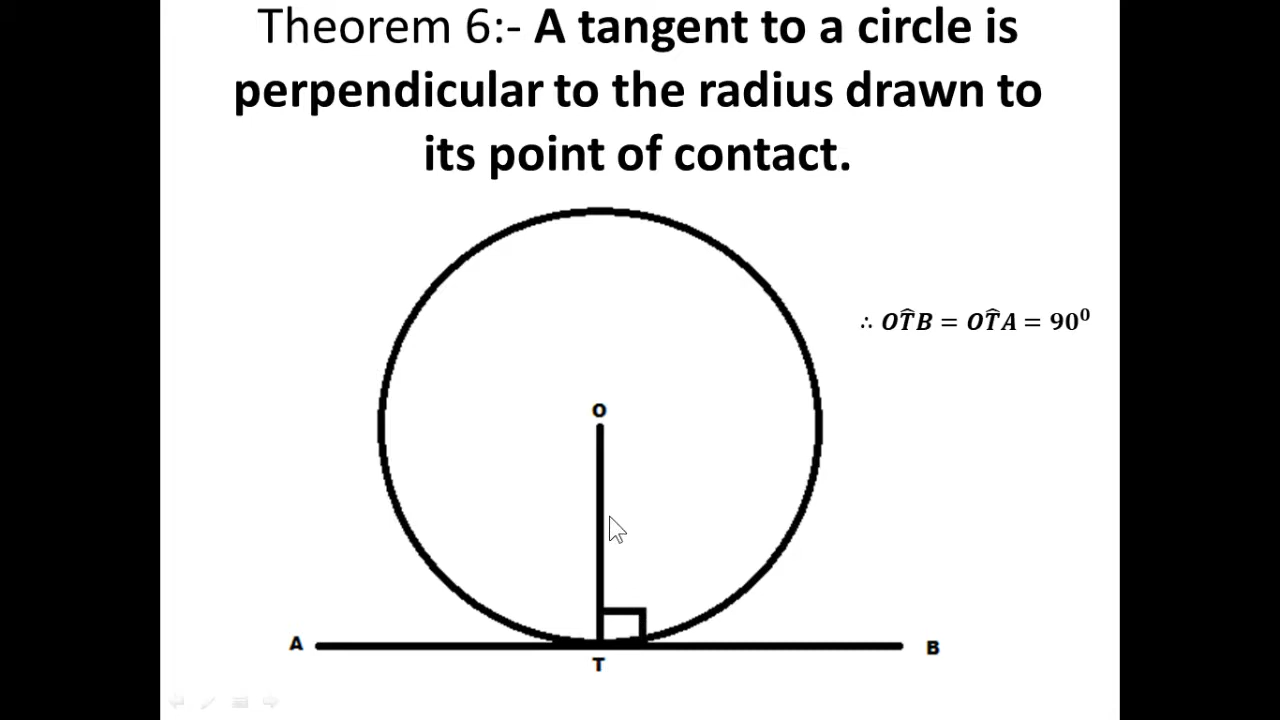 Theorem 6:- A tangent to a circle is
perpendicular to the radius drawn to
its point of contact.
∴ OT̂B = OT̂A = 90⁰
O
A
B
T